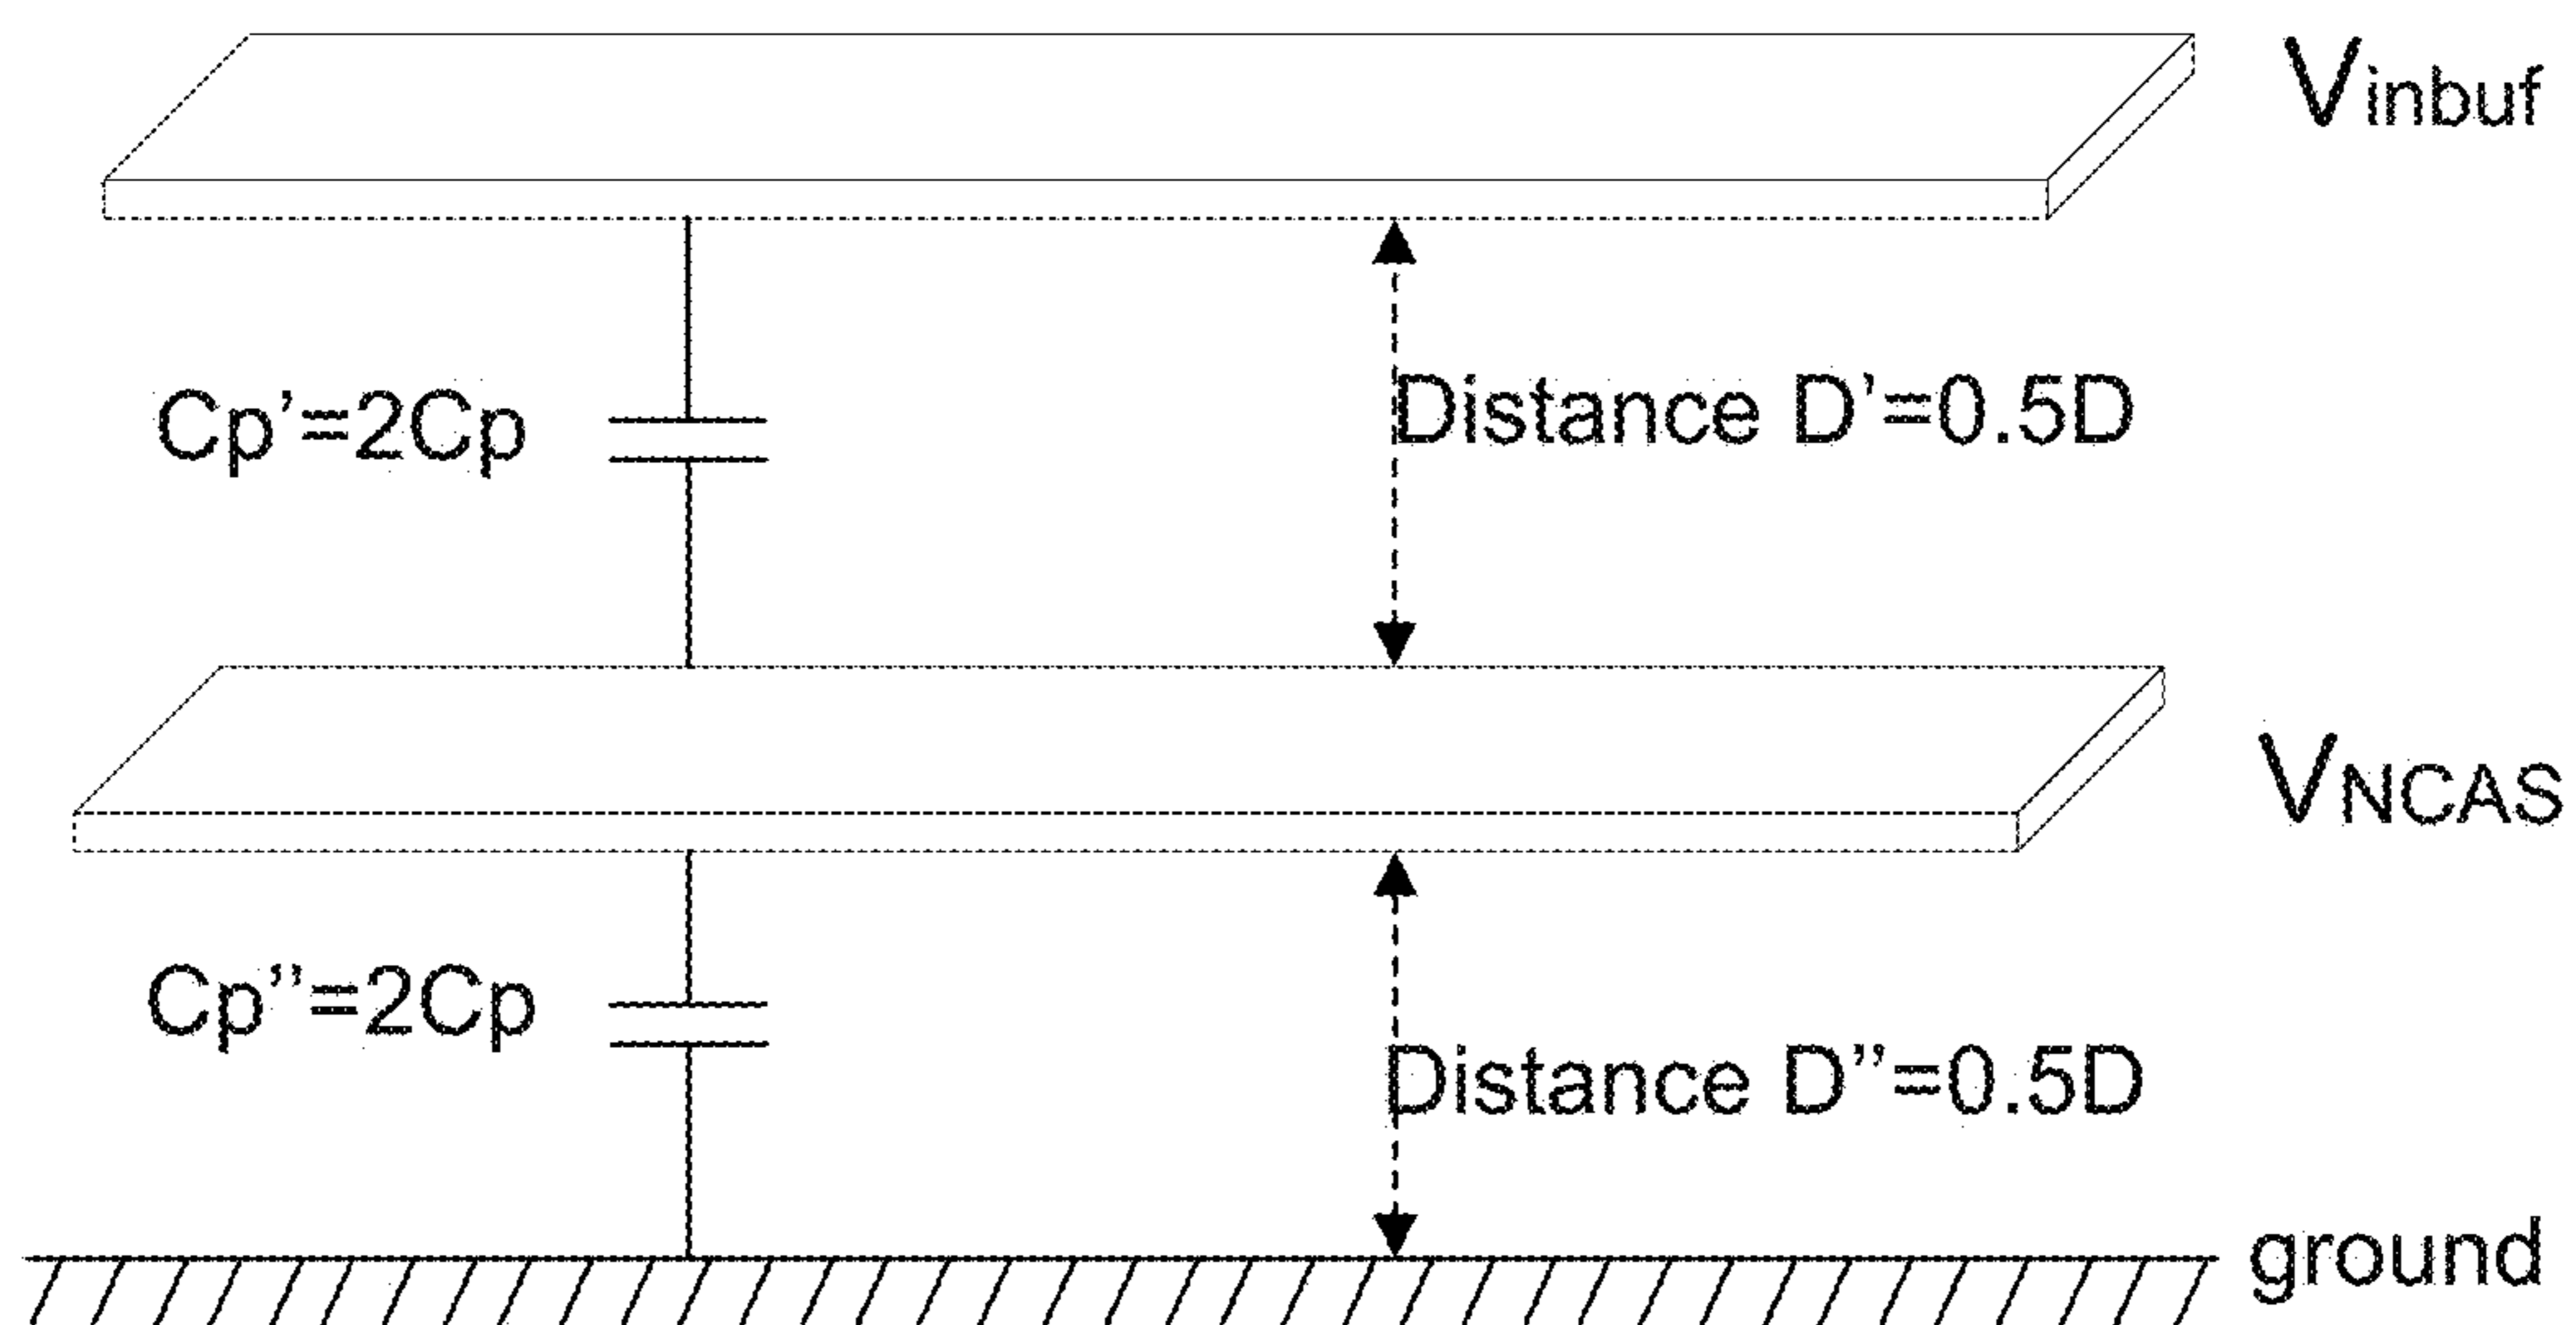 Vinbuf
Cp’=2Cp
Distance D’=0.5D
VNCAS
Cp’’=2Cp
Distance D’’=0.5D
ground